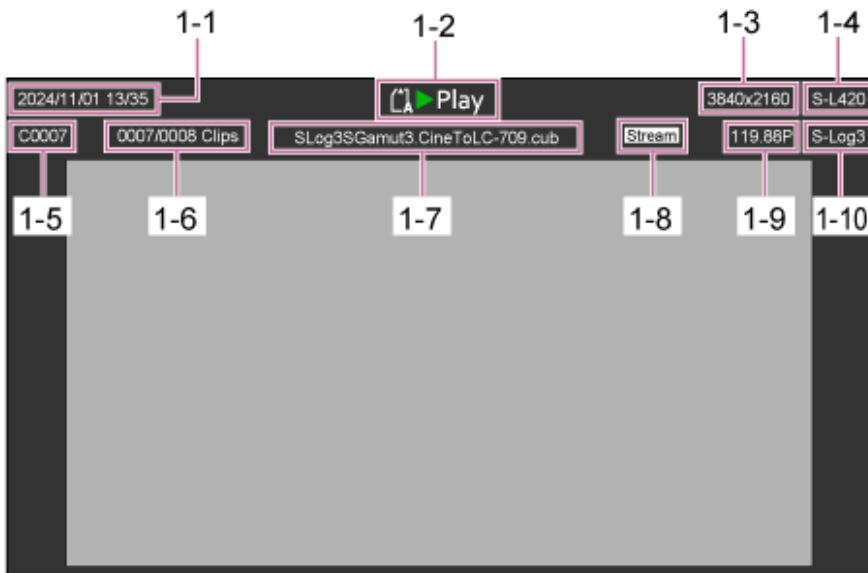 1-1 1-2 1-3 1-4
2024/11/01 13/35 A Play 3840x2160 S-L420
C0007 0007/0008 Clips SLog3SGamut3.CineToLC-709.cub Stream 119.88P S-Log3
1-5 1-6 1-7 1-8 1-9 1-10